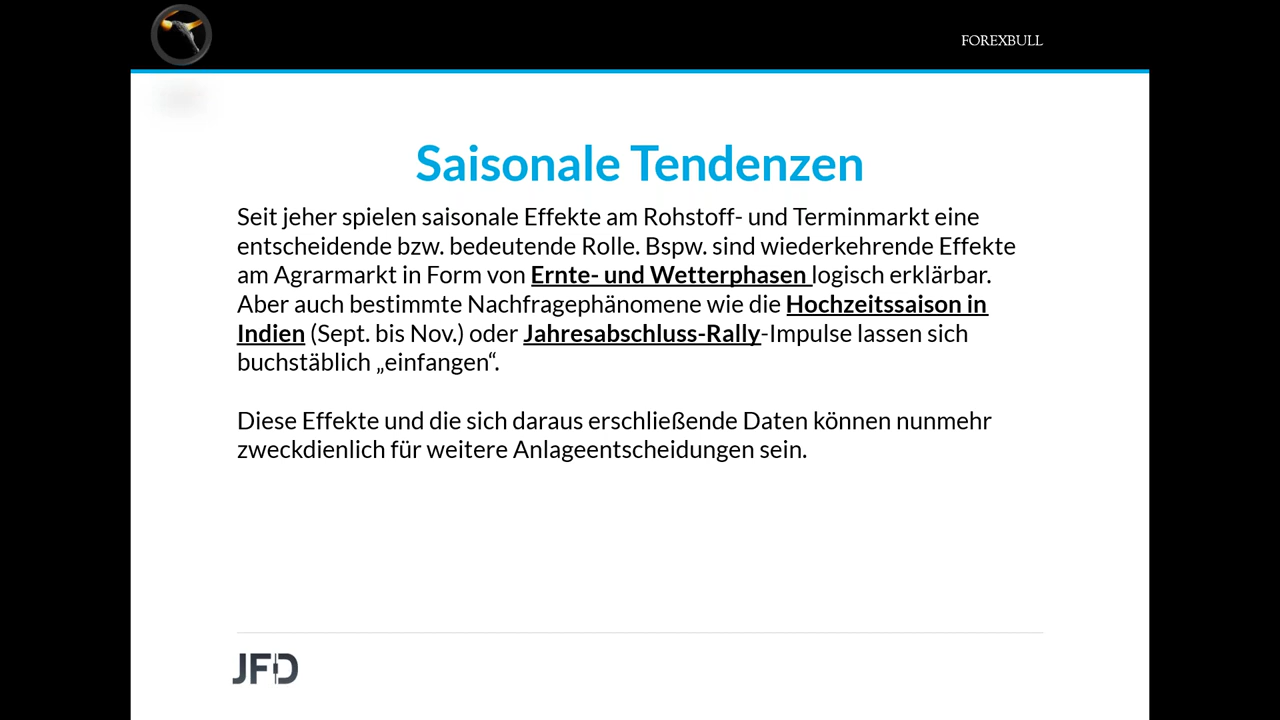 FOREXBULL
Saisonale Tendenzen
Seit jeher spielen saisonale Effekte am Rohstoff- und Terminmarkt eine
entscheidende bzw. bedeutende Rolle. Bspw. sind wiederkehrende Effekte
am Agrarmarkt in Form von Ernte- und Wetterphasen logisch erklärbar.
Aber auch bestimmte Nachfragephänomene wie die Hochzeitssaison in
Indien (Sept. bis Nov.) oder Jahresabschluss-Rally-Impulse lassen sich
buchstäblich „einfangen“.
Diese Effekte und die sich daraus erschließende Daten können nunmehr
zweckdienlich für weitere Anlageentscheidungen sein.
JFD